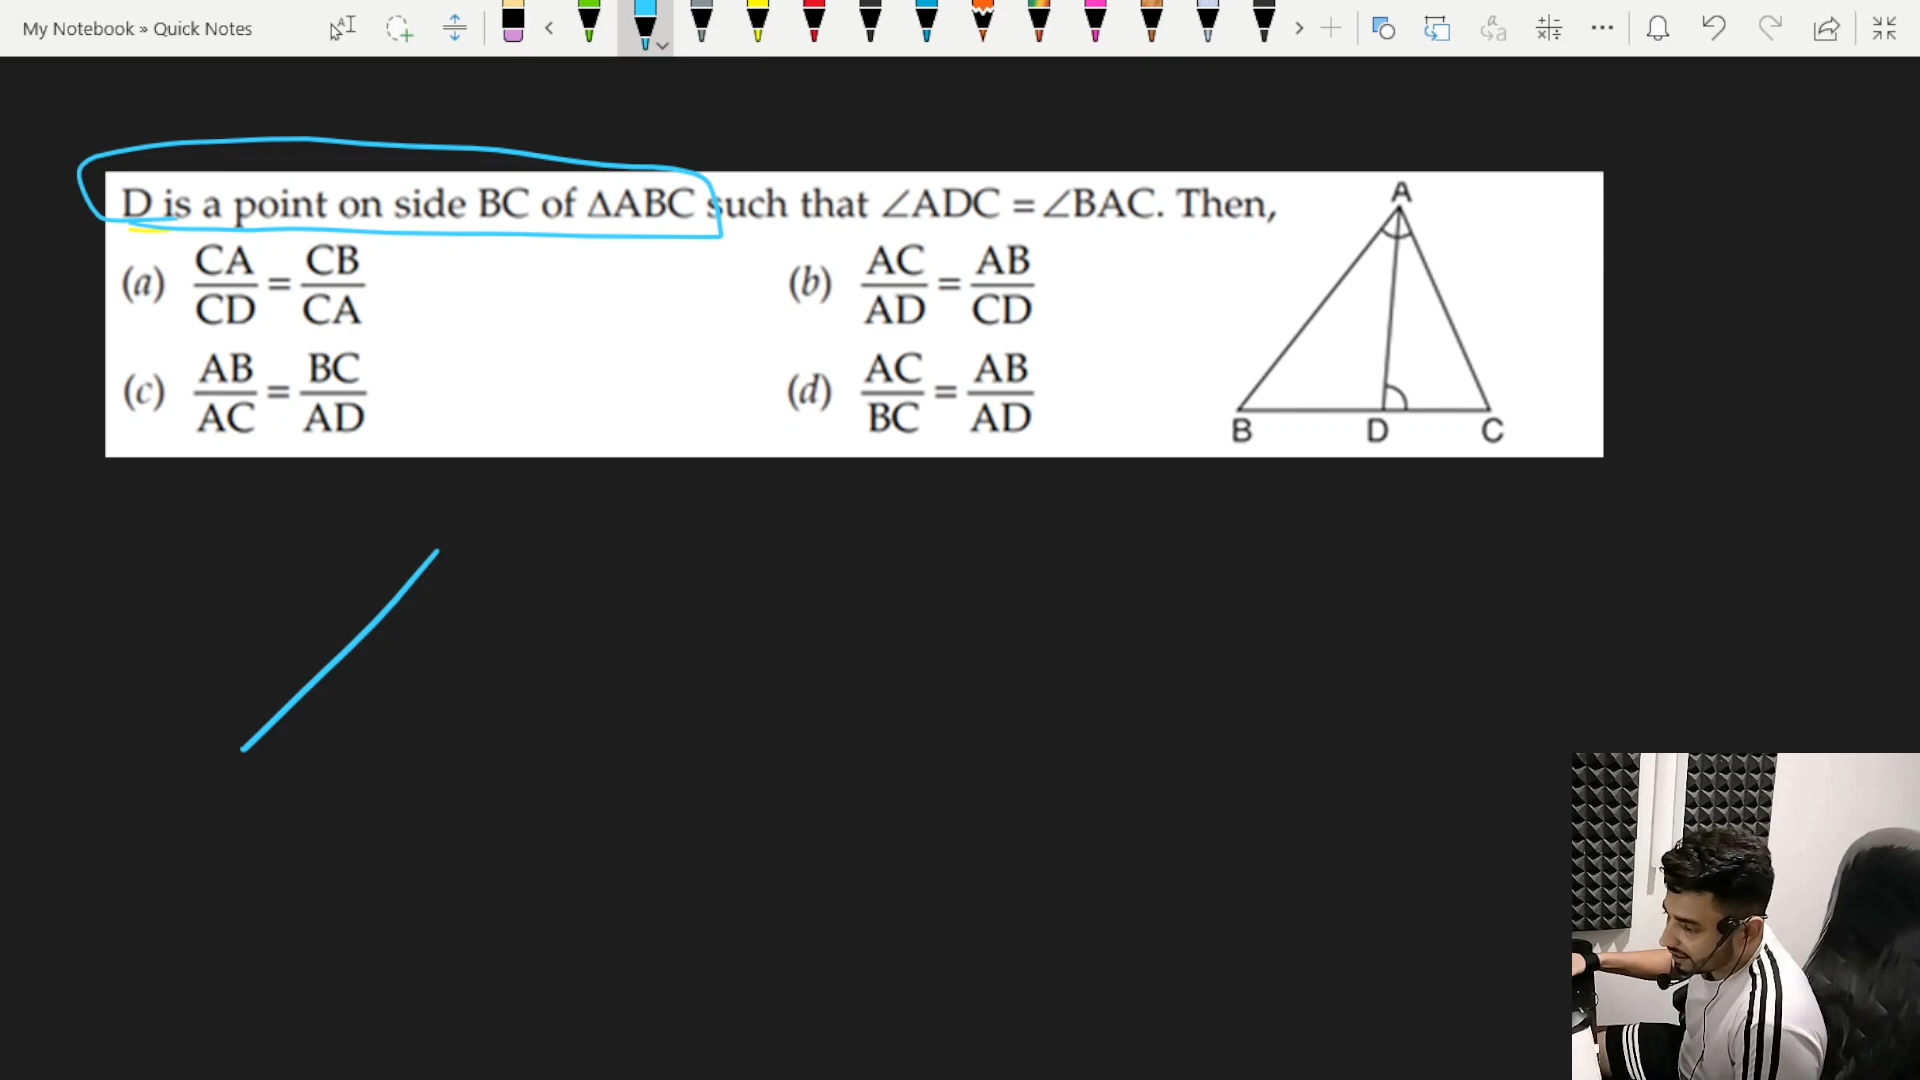 My Notebook » Quick Notes
D is a point on side BC of ΔABC such that ∠ADC = ∠BAC. Then,
(a) CA/CD = CB/CA
(b) AC/AD = AB/CD
(c) AB/AC = BC/AD
(d) AC/BC = AB/AD
A
B D C